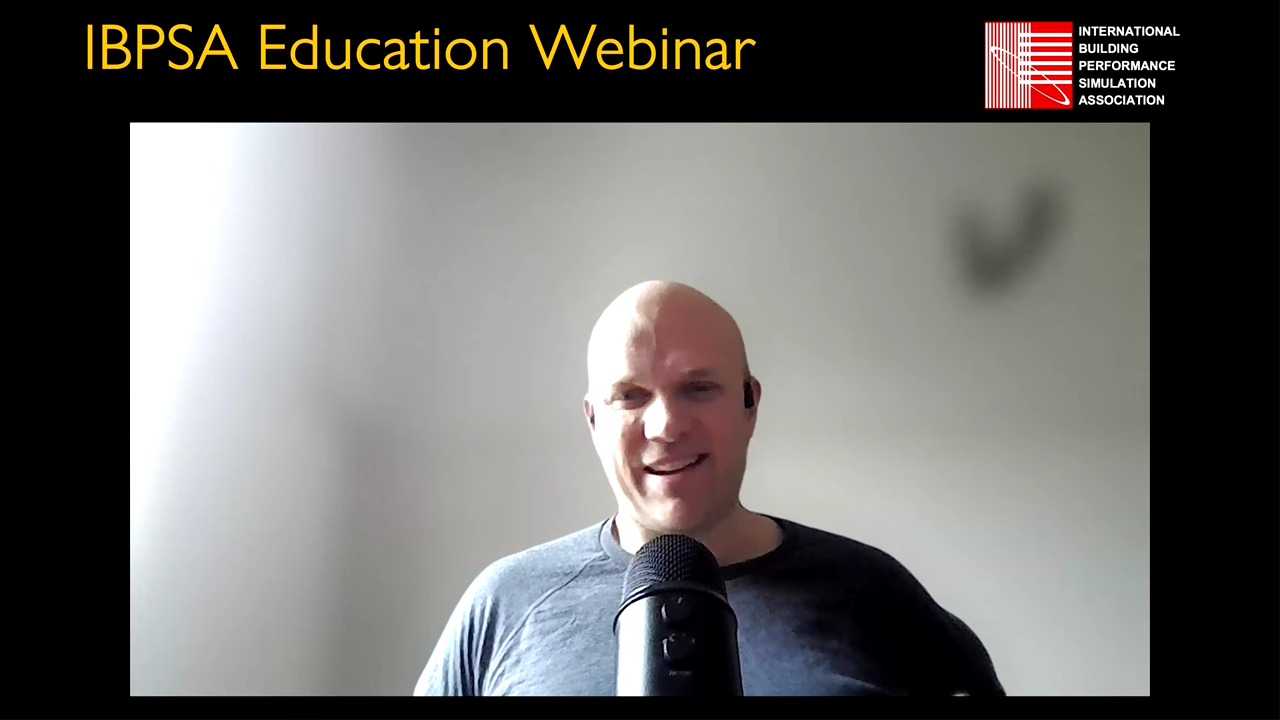 IBPSA Education Webinar
INTERNATIONAL
BUILDING
PERFORMANCE
SIMULATION
ASSOCIATION